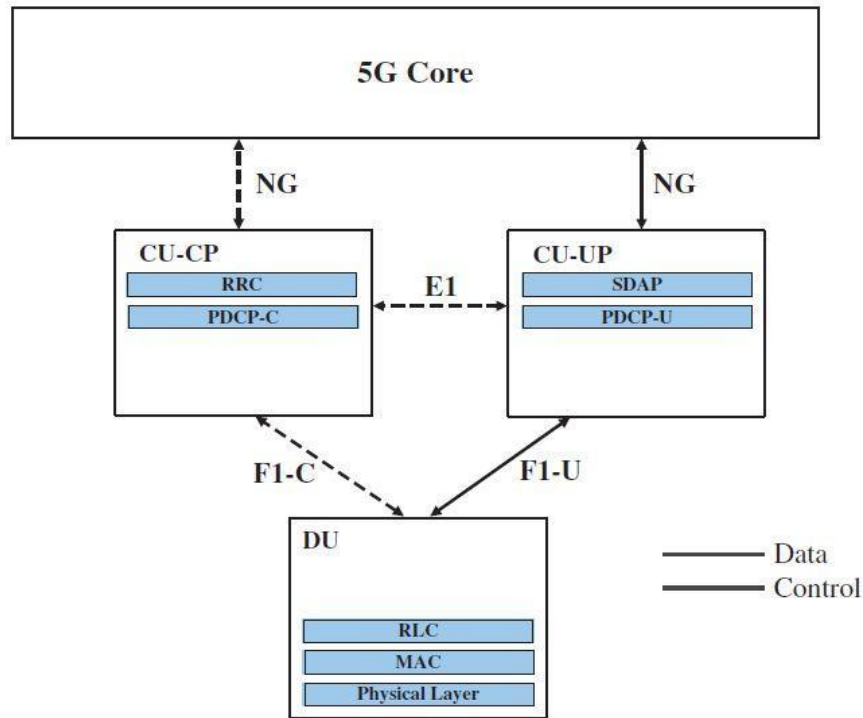 5G Core
NG
NG
CU-CP
RRC
PDCP-C
E1
CU-UP
SDAP
PDCP-U
F1-C
F1-U
DU
RLC
MAC
Physical Layer
Data
Control